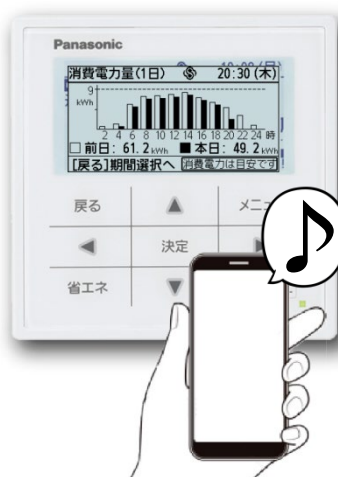 Panasonic
消費電力量(1日) 20:30(木)
9
kWh
2 4 6 8 10 12 14 16 18 20 22 24 時
□前日: 61.2kWh ■本日: 49.2kWh
[戻る]期間選択へ 消費電力は目安です
戻る
メニ
決定
省エネ